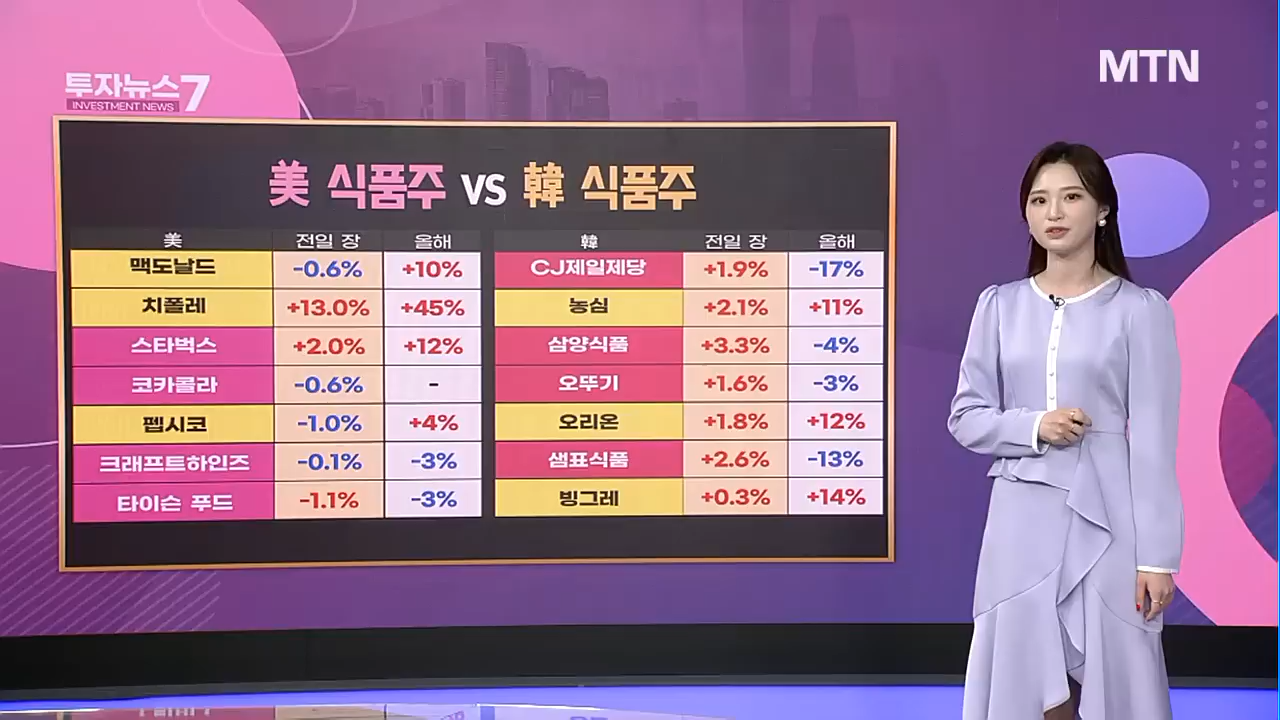 투자뉴스7
INVESTMENT NEWS
MTN
美 식품주 VS 韓 식품주
美 전일 장 올해 韓 전일 장 올해
맥도날드 -0.6% +10% CJ제일제당 +1.9% -17%
치폴레 +13.0% +45% 농심 +2.1% +11%
스타벅스 +2.0% +12% 삼양식품 +3.3% -4%
코카콜라 -0.6% - 오뚜기 +1.6% -3%
펩시코 -1.0% +4% 오리온 +1.8% +12%
크래프트하인즈 -0.1% -3% 샘표식품 +2.6% -13%
타이슨 푸드 -1.1% -3% 빙그레 +0.3% +14%